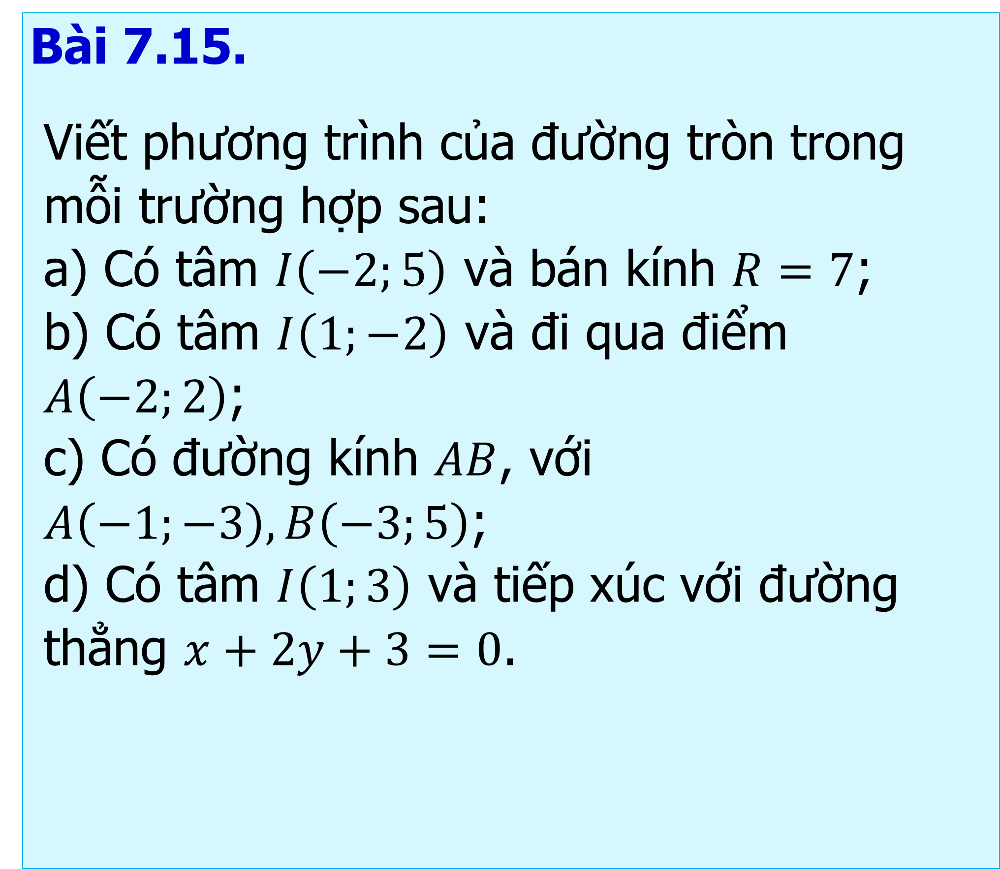 Bài 7.15.
Viết phương trình của đường tròn trong
mỗi trường hợp sau:
a) Có tâm I(−2; 5) và bán kính R = 7;
b) Có tâm I(1; −2) và đi qua điểm
A(−2; 2);
c) Có đường kính AB, với
A(−1; −3), B(−3; 5);
d) Có tâm I(1; 3) và tiếp xúc với đường
thẳng x + 2y + 3 = 0.